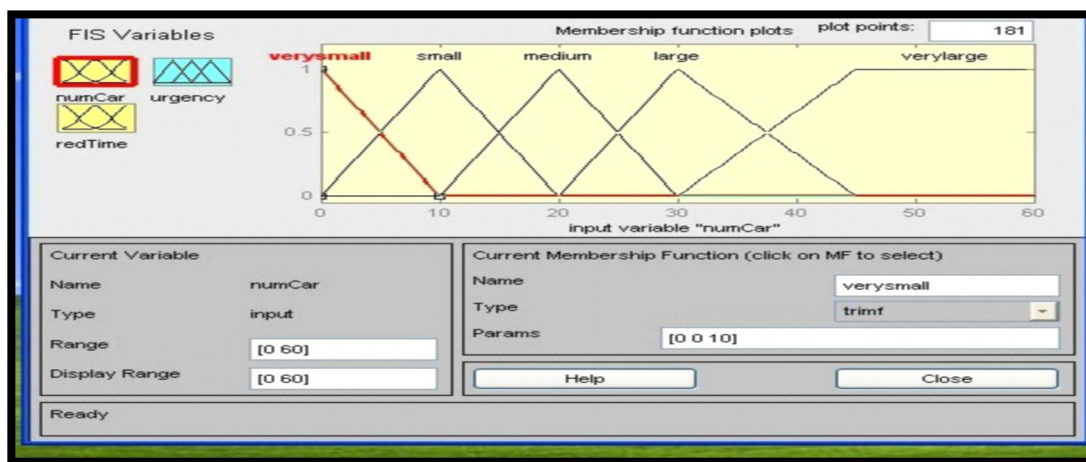 FIS Variables
Membership function plots
plot points:
181
verysmall
small
medium
large
verylarge
numCar
urgency
redTime
1
0.5
0
0
10
20
30
40
50
60
input variable "numCar"
Current Variable
Name
numCar
Type
input
Range
[0 60]
Display Range
[0 60]
Current Membership Function (click on MF to select)
Name
verysmall
Type
trimf
Params
[0 0 10]
Help
Close
Ready